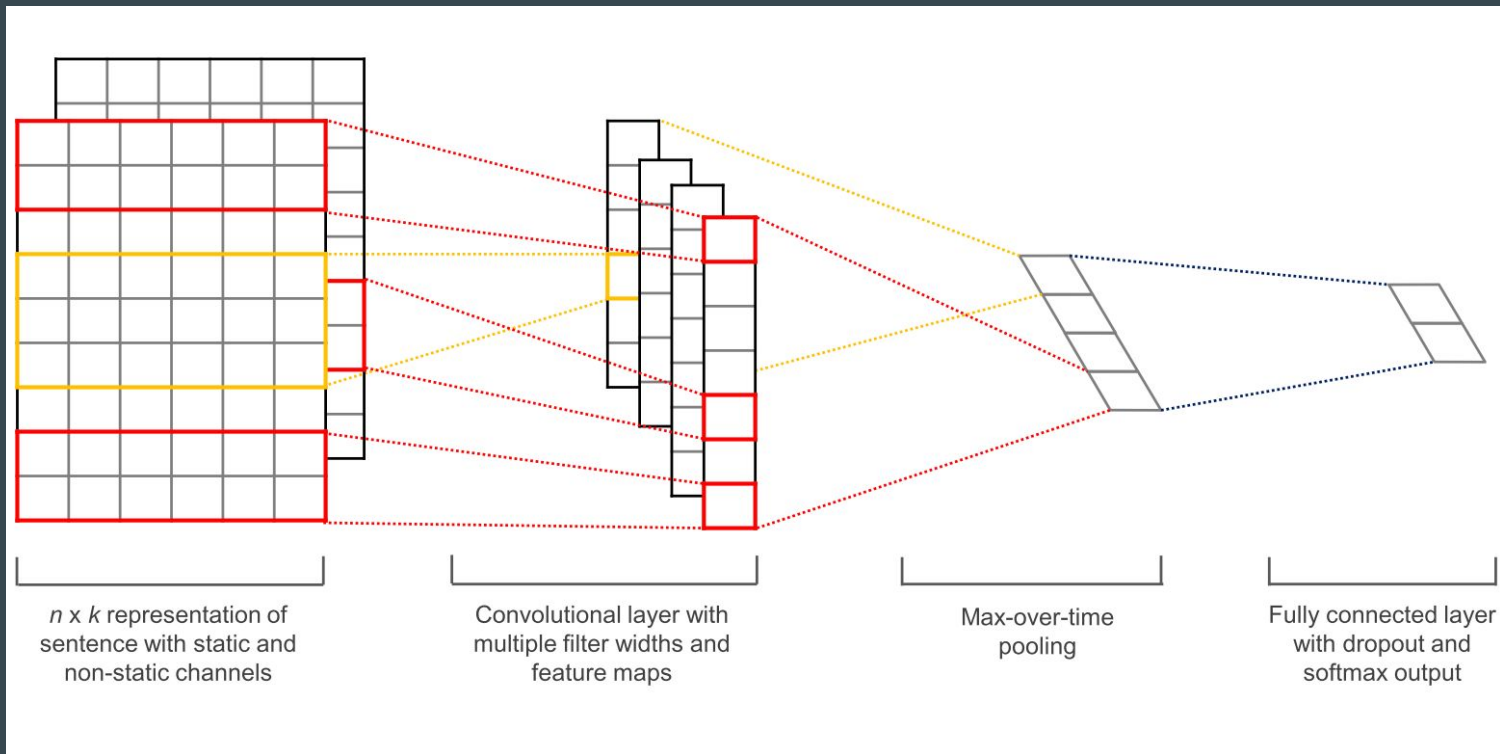 n x k representation of
sentence with static and
non-static channels
Convolutional layer with
multiple filter widths and
feature maps
Max-over-time
pooling
Fully connected layer
with dropout and
softmax output